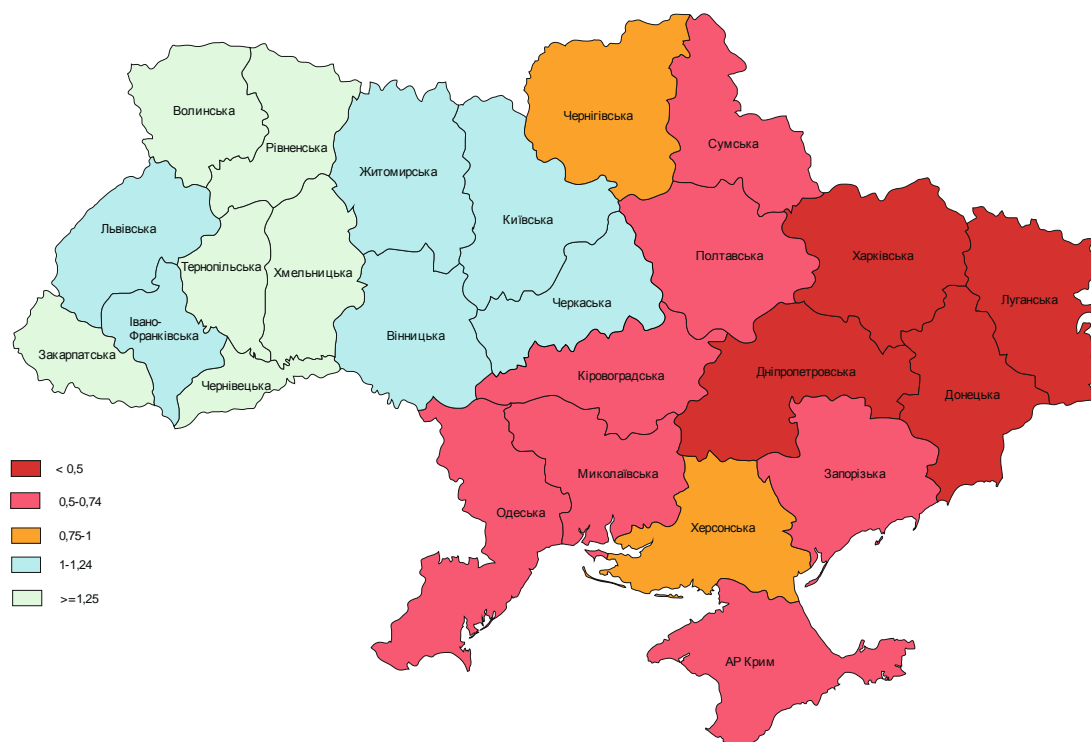 Волинська
Рівненська
Чернігівська
Сумська
Житомирська
Київська
Львівська
Тернопільська
Хмельницька
Полтавська
Харківська
Луганська
Черкаська
Івано-
Франківська
Вінницька
Закарпатська
Чернівецька
Кіровоградська
Дніпропетровська
Донецька
Миколаївська
Запорізька
Одеська
Херсонська
АР Крим
< 0,5
0,5-0,74
0,75-1
1-1,24
>=1,25